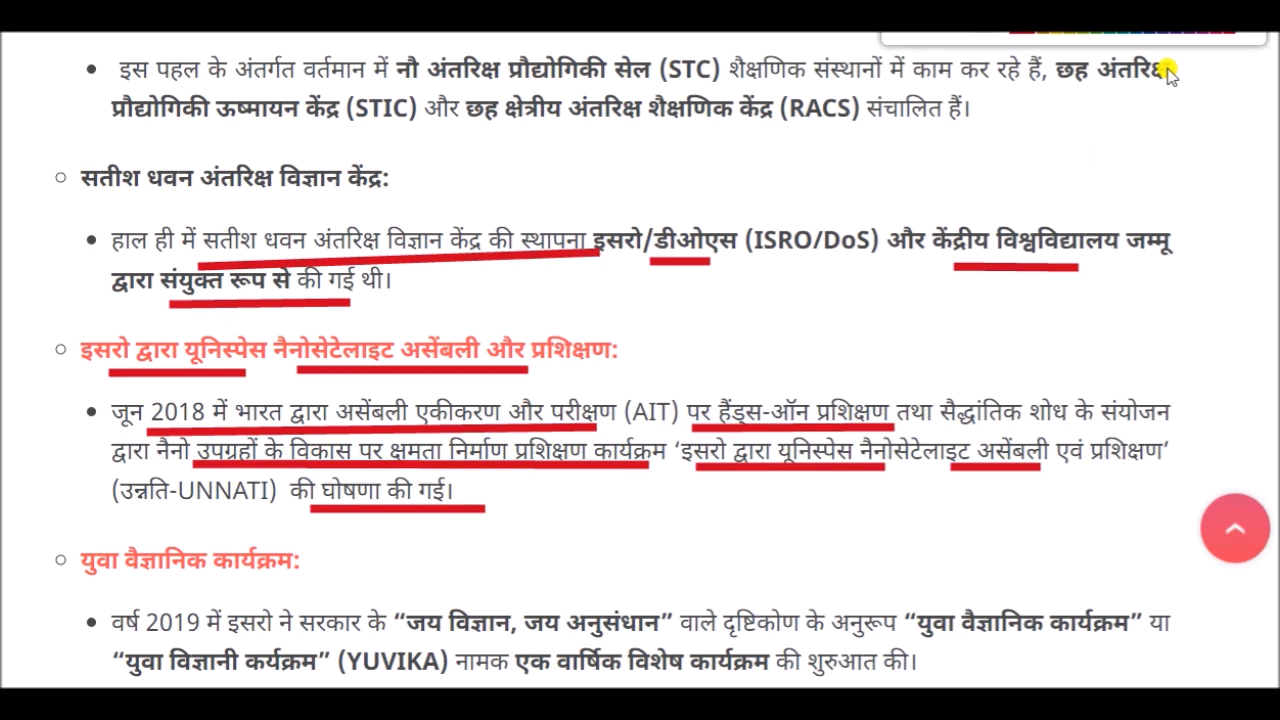 इस पहल के अंतर्गत वर्तमान में नौ अंतरिक्ष प्रौद्योगिकी सेल (STC) शैक्षणिक संस्थानों में काम कर रहे हैं, छह अंतरिक्ष
प्रौद्योगिकी ऊष्मायन केंद्र (STIC) और छह क्षेत्रीय अंतरिक्ष शैक्षणिक केंद्र (RACS) संचालित हैं।
सतीश धवन अंतरिक्ष विज्ञान केंद्र:
हाल ही में सतीश धवन अंतरिक्ष विज्ञान केंद्र की स्थापना इसरो/डीओएस (ISRO/DoS) और केंद्रीय विश्वविद्यालय जम्मू
द्वारा संयुक्त रूप से की गई थी।
इसरो द्वारा यूनिस्पेस नैनोसेटेलाइट असेंबली और प्रशिक्षण:
जून 2018 में भारत द्वारा असेंबली एकीकरण और परीक्षण (AIT) पर हैंड्स-ऑन प्रशिक्षण तथा सैद्धांतिक शोध के संयोजन
द्वारा नैनो उपग्रहों के विकास पर क्षमता निर्माण प्रशिक्षण कार्यक्रम ‘इसरो द्वारा यूनिस्पेस नैनोसेटेलाइट असेंबली एवं प्रशिक्षण’
(उन्नति-UNNATI) की घोषणा की गई।
युवा वैज्ञानिक कार्यक्रम:
वर्ष 2019 में इसरो ने सरकार के “जय विज्ञान, जय अनुसंधान” वाले दृष्टिकोण के अनुरूप “युवा वैज्ञानिक कार्यक्रम” या
“युवा विज्ञानी कर्यक्रम” (YUVIKA) नामक एक वार्षिक विशेष कार्यक्रम की शुरुआत की।